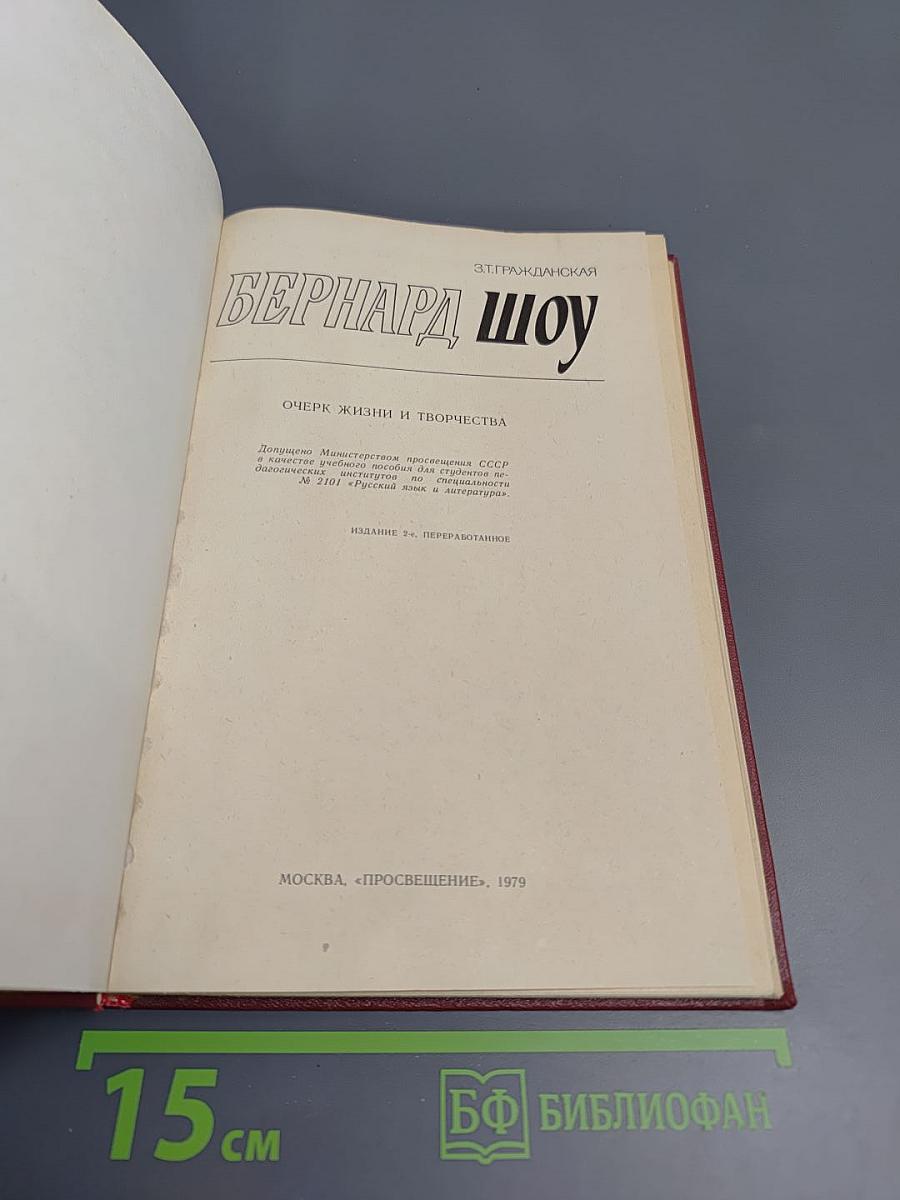 З.Т.ГРАЖДАНСКАЯ
БЕРНАРД ШОУ
ОЧЕРК ЖИЗНИ И ТВОРЧЕСТВА
Допущено Министерством просвещения СССР
в качестве учебного пособия для студентов пе-
дагогических институтов по специальности
№ 2101 «Русский язык и литература».
ИЗДАНИЕ 2-е, ПЕРЕРАБОТАННОЕ
МОСКВА, «ПРОСВЕЩЕНИЕ», 1979
15 см
БФ БИБЛИОФАН